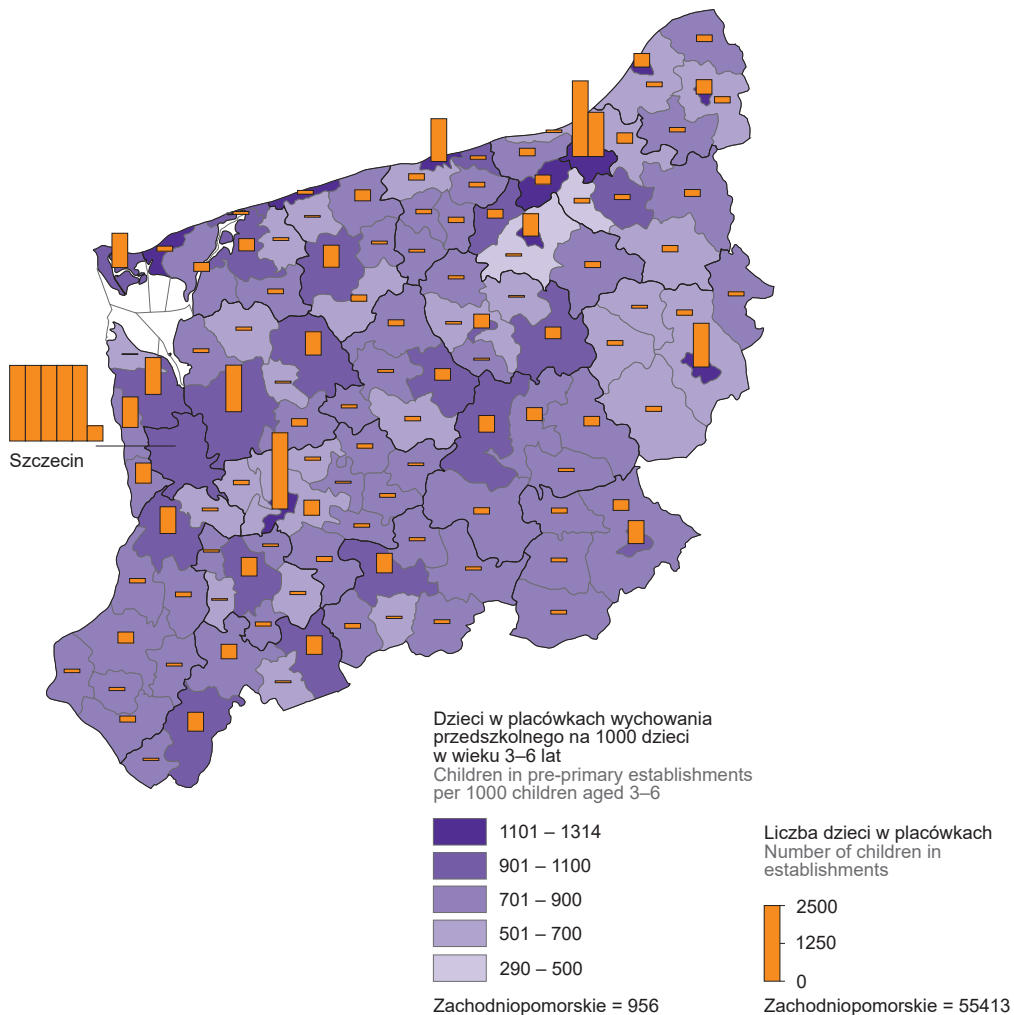 Szczecin
Dzieci w placówkach wychowania
przedszkolnego na 1000 dzieci
w wieku 3–6 lat
Children in pre-primary establishments
per 1000 children aged 3–6
1101 – 1314
901 – 1100
701 – 900
501 – 700
290 – 500
Zachodniopomorskie = 956
Liczba dzieci w placówkach
Number of children in
establishments
2500
1250
0
Zachodniopomorskie = 55413